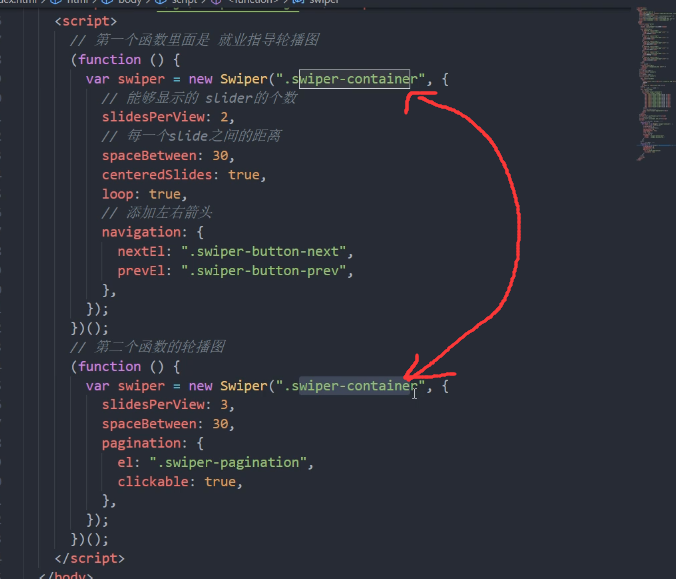 dex.html > html > body > script > <function> > swiper
<script>
// 第一个函数里面是 就业指导轮播图
(function () {
var swiper = new Swiper(".swiper-container", {
// 能够显示的 slider的个数
slidesPerView: 2,
// 每一个slide之间的距离
spaceBetween: 30,
centeredSlides: true,
loop: true,
// 添加左右箭头
navigation: {
nextEl: ".swiper-button-next",
prevEl: ".swiper-button-prev",
},
});
})();
// 第二个函数的轮播图
(function () {
var swiper = new Swiper(".swiper-container", {
slidesPerView: 3,
spaceBetween: 30,
pagination: {
el: ".swiper-pagination",
clickable: true,
},
});
})();
</script>
</body>